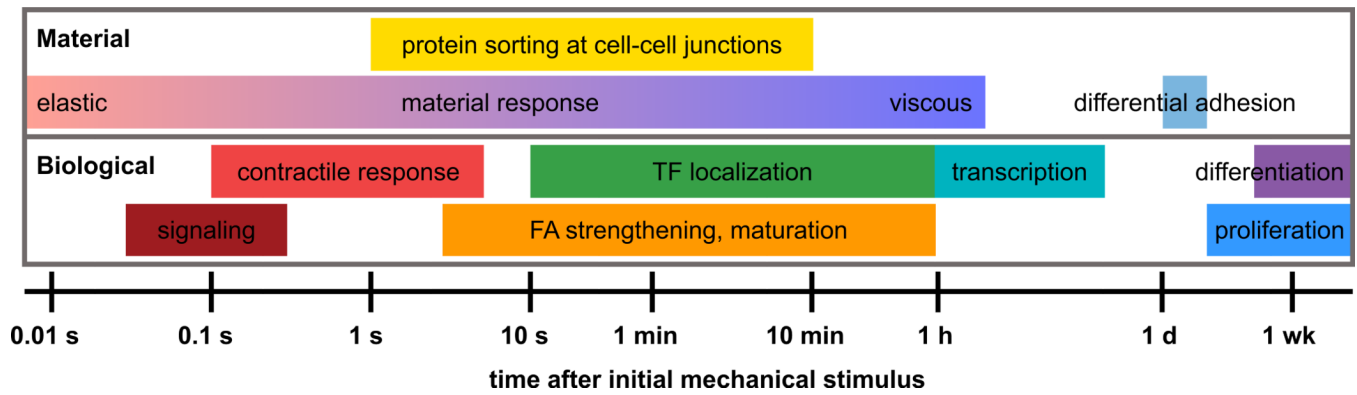 Material
protein sorting at cell-cell junctions
elastic material response viscous differential adhesion
Biological
contractile response TF localization transcription differentiation
signaling FA strengthening, maturation proliferation
0.01 s 0.1 s 1 s 10 s 1 min 10 min 1 h 1 d 1 wk
time after initial mechanical stimulus